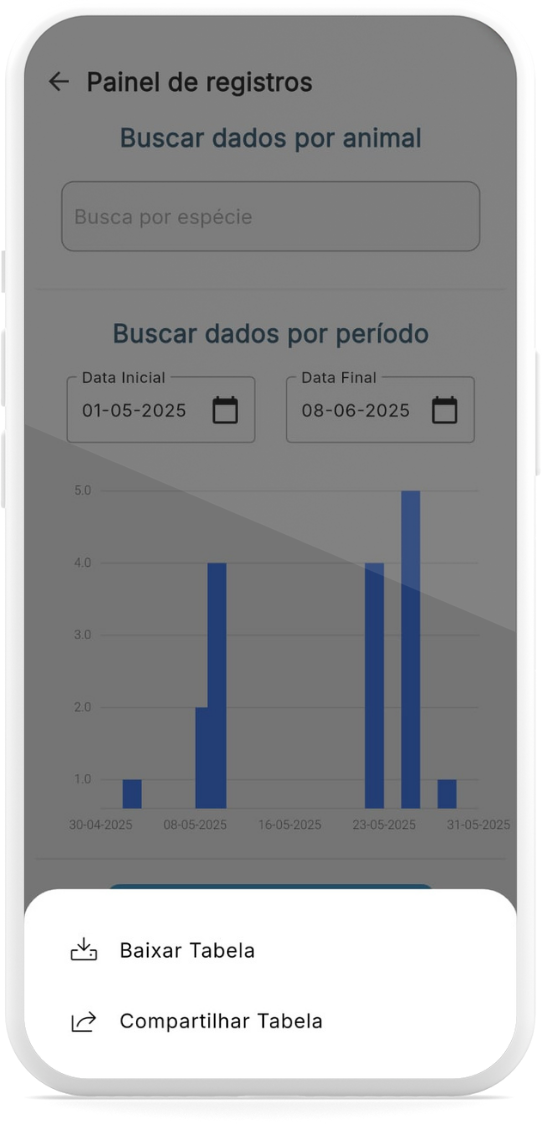 Painel de registros
Buscar dados por animal
Busca por espécie
Buscar dados por período
Data Inicial
Data Final
01-05-2025
08-06-2025
5.0
4.0
3.0
2.0
1.0
30-04-2025 08-05-2025 16-05-2025 23-05-2025 31-05-2025
Baixar Tabela
Compartilhar Tabela